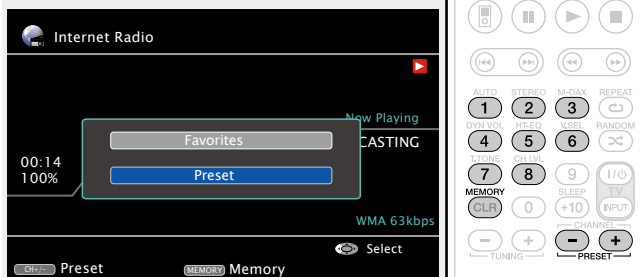 Internet Radio
Now Playing
CASTING
Favorites
Preset
00:14
100%
WMA 63kbps
Select
CH+/- Preset
MEMORY Memory
AUTO STEREO M-DAX REPEAT
1 2 3
DYN VOL HT-EQ V.SEL RANDOM
4 5 6
T.TONE CH LVL
7 8 9
MEMORY SLEEP TV
CLR 0 +10 INPUT
CHANNEL
- + - +
TUNING PRESET